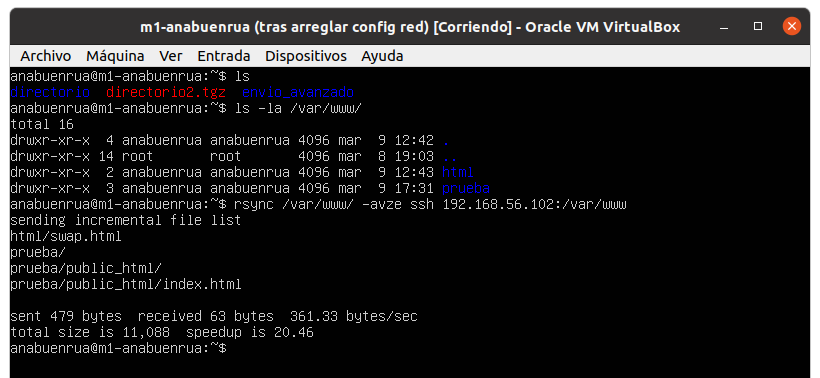 m1-anabuenrua (tras arreglar config red) [Corriendo] - Oracle VM VirtualBox
Archivo Máquina Ver Entrada Dispositivos Ayuda
anabuenrua@m1-anabuenrua:~$ ls
directorio directorio2.tgz envio_avanzado
anabuenrua@m1-anabuenrua:~$ ls -la /var/www/
total 16
drwxr-xr-x  4 anabuenrua anabuenrua 4096 mar  9 12:42 .
drwxr-xr-x 14 root       root       4096 mar  8 19:03 ..
drwxr-xr-x  2 anabuenrua anabuenrua 4096 mar  9 12:43 html
drwxr-xr-x  3 anabuenrua anabuenrua 4096 mar  9 17:31 prueba
anabuenrua@m1-anabuenrua:~$ rsync /var/www/ -avze ssh 192.168.56.102:/var/www
sending incremental file list
html/swap.html
prueba/
prueba/public_html/
prueba/public_html/index.html
sent 479 bytes  received 63 bytes  361.33 bytes/sec
total size is 11,088  speedup is 20.46
anabuenrua@m1-anabuenrua:~$